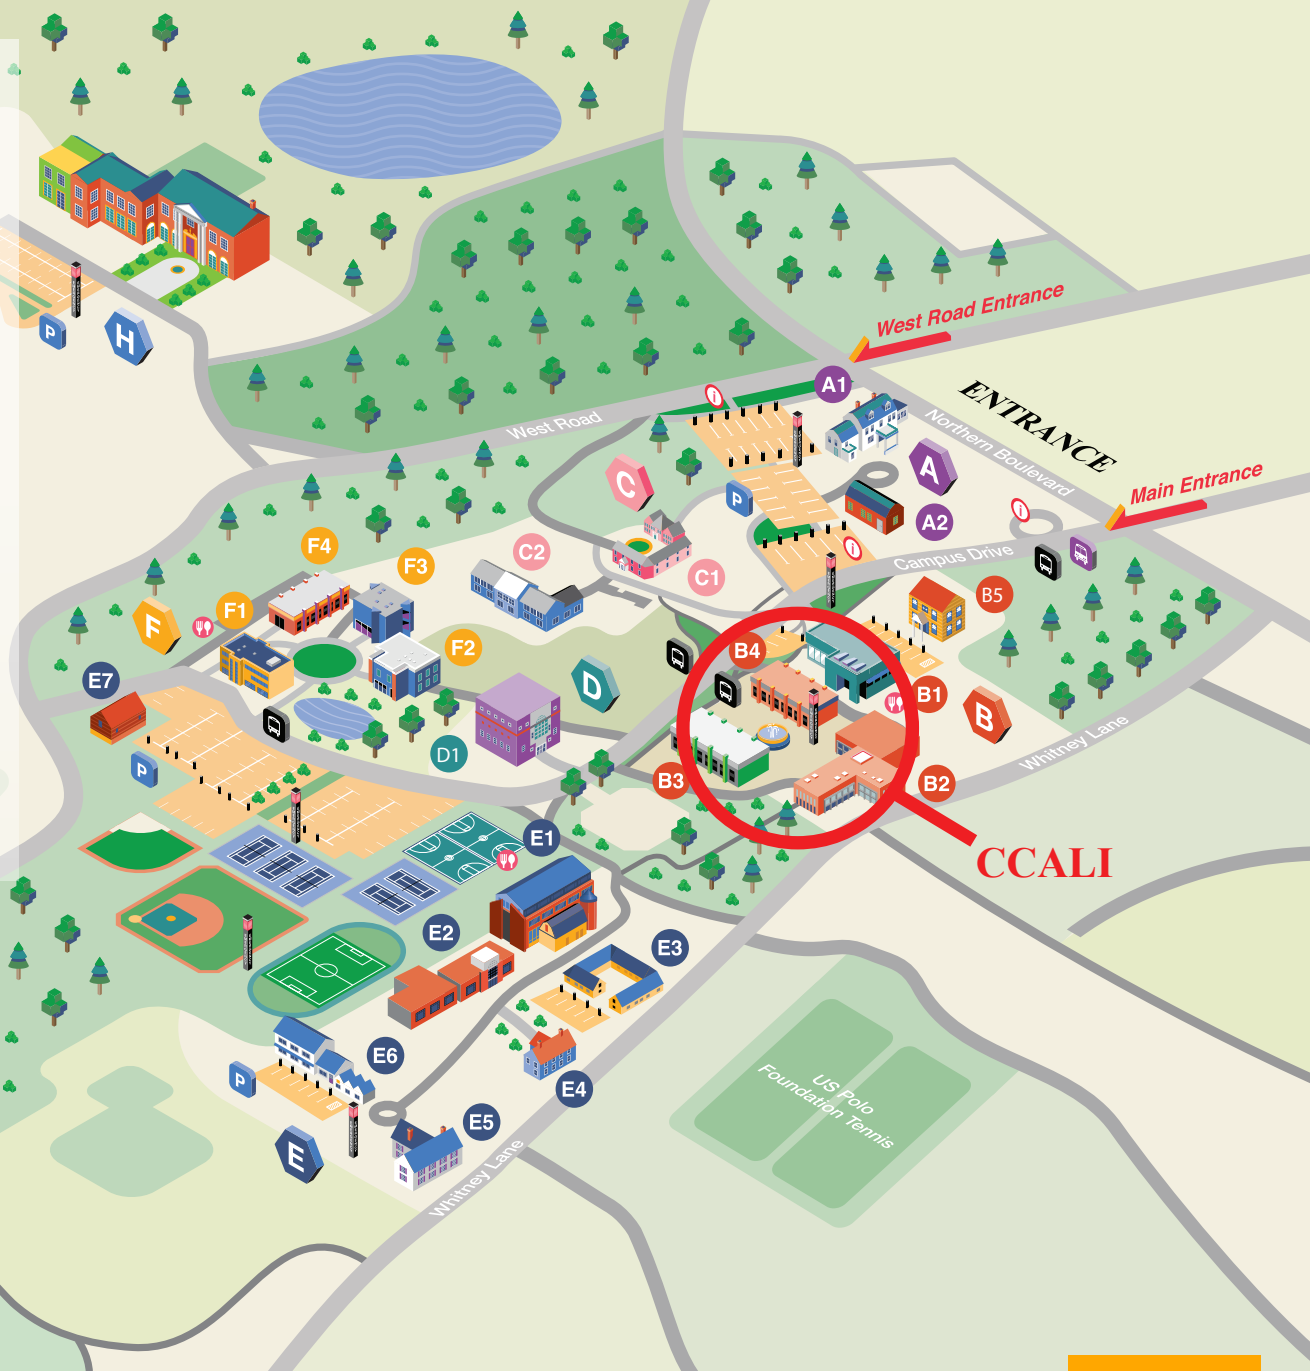 West Road Entrance
A1
i
ENTRANCE
West Road
Northern Boulevard
H
P
C
A
P
Main Entrance
i
A2
i
F4
C2
Campus Drive
F3
C1
B5
F1
F
F2
B4
D
E7
B1
B
D1
Whitney Lane
P
B3
B2
E1
CCALI
E2
E3
E6
P
E4
US Polo
Foundation Tennis
E5
E
Whitney Lane